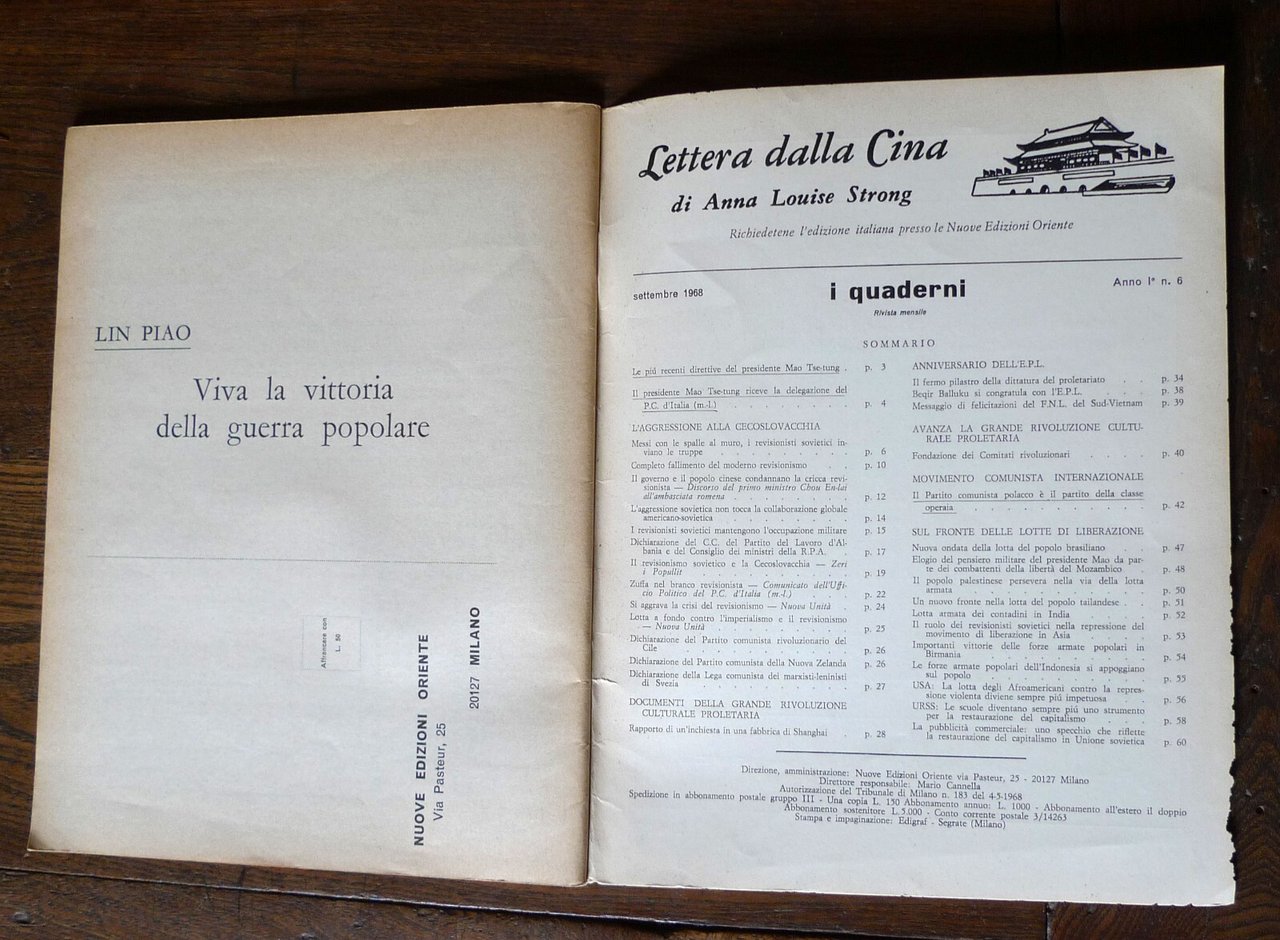 LIN PIAO
Viva la vittoria
della guerra popolare
Affrancare con
L. 50
NUOVE EDIZIONI ORIENTE
Via Pasteur, 25
20127 MILANO
Lettera dalla Cina
di Anna Louise Strong
Richiedetene l'edizione italiana presso le Nuove Edizioni Oriente
settembre 1968
i quaderni
Anno I° n. 6
Rivista mensile
SOMMARIO
Le piú recenti direttive del presidente Mao Tse-tung . p. 3
Il presidente Mao Tse-tung riceve la delegazione del
P.C. d'Italia (m.-l.) . . . . . . . p. 4
L'AGGRESSIONE ALLA CECOSLOVACCHIA
Messi con le spalle al muro, i revisionisti sovietici in-
viano le truppe . . . . . . . p. 6
Completo fallimento del moderno revisionismo . . p. 10
Il governo e il popolo cinese condannano la cricca revi-
sionista — Discorso del primo ministro Chou En-lai
all'ambasciata romena . . . . . . . p. 12
L'aggressione sovietica non tocca la collaborazione globale
americano-sovietica . . . . . . . p. 14
I revisionisti sovietici mantengono l'occupazione militare p. 15
Dichiarazione del C.C. del Partito del Lavoro d'Al-
bania e del Consiglio dei ministri della R.P.A. . p. 17
Il revisionismo sovietico e la Cecoslovacchia — Zeri
i Popullit . . . . . . . p. 19
Zuffa nel branco revisionista — Comunicato dell'Uffi-
cio Politico del P.C. d'Italia (m.-l.) . . . p. 22
Si aggrava la crisi del revisionismo — Nuova Unità . p. 24
Lotta a fondo contro l'imperialismo e il revisionismo
— Nuova Unità . . . . . . . p. 25
Dichiarazione del Partito comunista rivoluzionario del
Cile . . . . . . . p. 26
Dichiarazione del Partito comunista della Nuova Zelanda p. 26
Dichiarazione della Lega comunista dei marxisti-leninisti
di Svezia . . . . . . . p. 27
DOCUMENTI DELLA GRANDE RIVOLUZIONE
CULTURALE PROLETARIA
Rapporto di un'inchiesta in una fabbrica di Shanghai . p. 28
ANNIVERSARIO DELL'E.P.L.
Il fermo pilastro della dittatura del proletariato . . p. 34
Beqir Balluku si congratula con l'E.P.L. . . p. 38
Messaggio di felicitazioni del F.N.L. del Sud-Vietnam p. 39
AVANZA LA GRANDE RIVOLUZIONE CULTU-
RALE PROLETARIA
Fondazione dei Comitati rivoluzionari . . . . p. 40
MOVIMENTO COMUNISTA INTERNAZIONALE
Il Partito comunista polacco è il partito della classe
operaia . . . . . . . p. 42
SUL FRONTE DELLE LOTTE DI LIBERAZIONE
Nuova ondata della lotta del popolo brasiliano . . p. 47
Elogio del pensiero militare del presidente Mao da par-
te dei combattenti della libertà del Mozambico . p. 48
Il popolo palestinese persevera nella via della lotta
armata . . . . . . . p. 50
Un nuovo fronte nella lotta del popolo tailandese . . p. 51
Lotta armata dei contadini in India . . . . p. 52
Il ruolo dei revisionisti sovietici nella repressione del
movimento di liberazione in Asia . . . . p. 53
Importanti vittorie delle forze armate popolari in
Birmania . . . . . . . p. 54
Le forze armate popolari dell'Indonesia si appoggiano
sul popolo . . . . . . . p. 55
USA: La lotta degli Afroamericani contro la repres-
sione violenta diviene sempre piú impetuosa . p. 56
URSS: Le scuole diventano sempre piú uno strumento
per la restaurazione del capitalismo . . . p. 58
La pubblicità commerciale: uno specchio che riflette
la restaurazione del capitalismo in Unione sovietica p. 60
Direzione, amministrazione: Nuove Edizioni Oriente via Pasteur, 25 - 20127 Milano
Direttore responsabile: Mario Cannella
Autorizzazione del Tribunale di Milano n. 183 del 4-5-1968
Spedizione in abbonamento postale gruppo III - Una copia L. 150 Abbonamento annuo: L. 1000 - Abbonamento all'estero il doppio
Abbonamento sostenitore L. 5.000 - Conto corrente postale 3/14263
Stampa e impaginazione: Edigraf - Segrate (Milano)